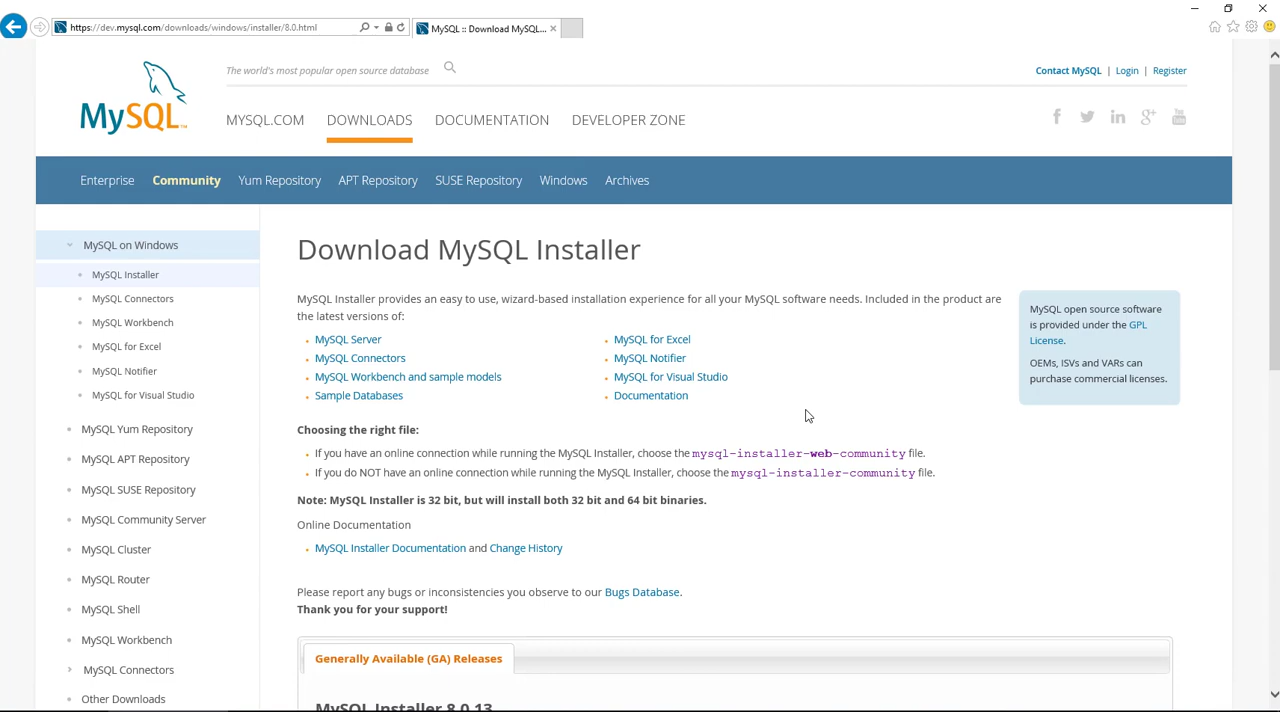 https://dev.mysql.com/downloads/windows/installer/8.0.html
MySQL :: Download MySQL...
MySQL™
The world's most popular open source database
Contact MySQL | Login | Register
MYSQL.COM DOWNLOADS DOCUMENTATION DEVELOPER ZONE
Enterprise Community Yum Repository APT Repository SUSE Repository Windows Archives
MySQL on Windows
MySQL Installer
MySQL Connectors
MySQL Workbench
MySQL for Excel
MySQL Notifier
MySQL for Visual Studio
MySQL Yum Repository
MySQL APT Repository
MySQL SUSE Repository
MySQL Community Server
MySQL Cluster
MySQL Router
MySQL Shell
MySQL Workbench
MySQL Connectors
Other Downloads
Download MySQL Installer
MySQL Installer provides an easy to use, wizard-based installation experience for all your MySQL software needs. Included in the product are
the latest versions of:
MySQL Server
MySQL Connectors
MySQL Workbench and sample models
Sample Databases
MySQL for Excel
MySQL Notifier
MySQL for Visual Studio
Documentation
Choosing the right file:
If you have an online connection while running the MySQL Installer, choose the mysql-installer-web-community file.
If you do NOT have an online connection while running the MySQL Installer, choose the mysql-installer-community file.
Note: MySQL Installer is 32 bit, but will install both 32 bit and 64 bit binaries.
Online Documentation
MySQL Installer Documentation and Change History
Please report any bugs or inconsistencies you observe to our Bugs Database.
Thank you for your support!
Generally Available (GA) Releases
MySQL Installer 8.0.13
MySQL open source software
is provided under the GPL
License.
OEMs, ISVs and VARs can
purchase commercial licenses.